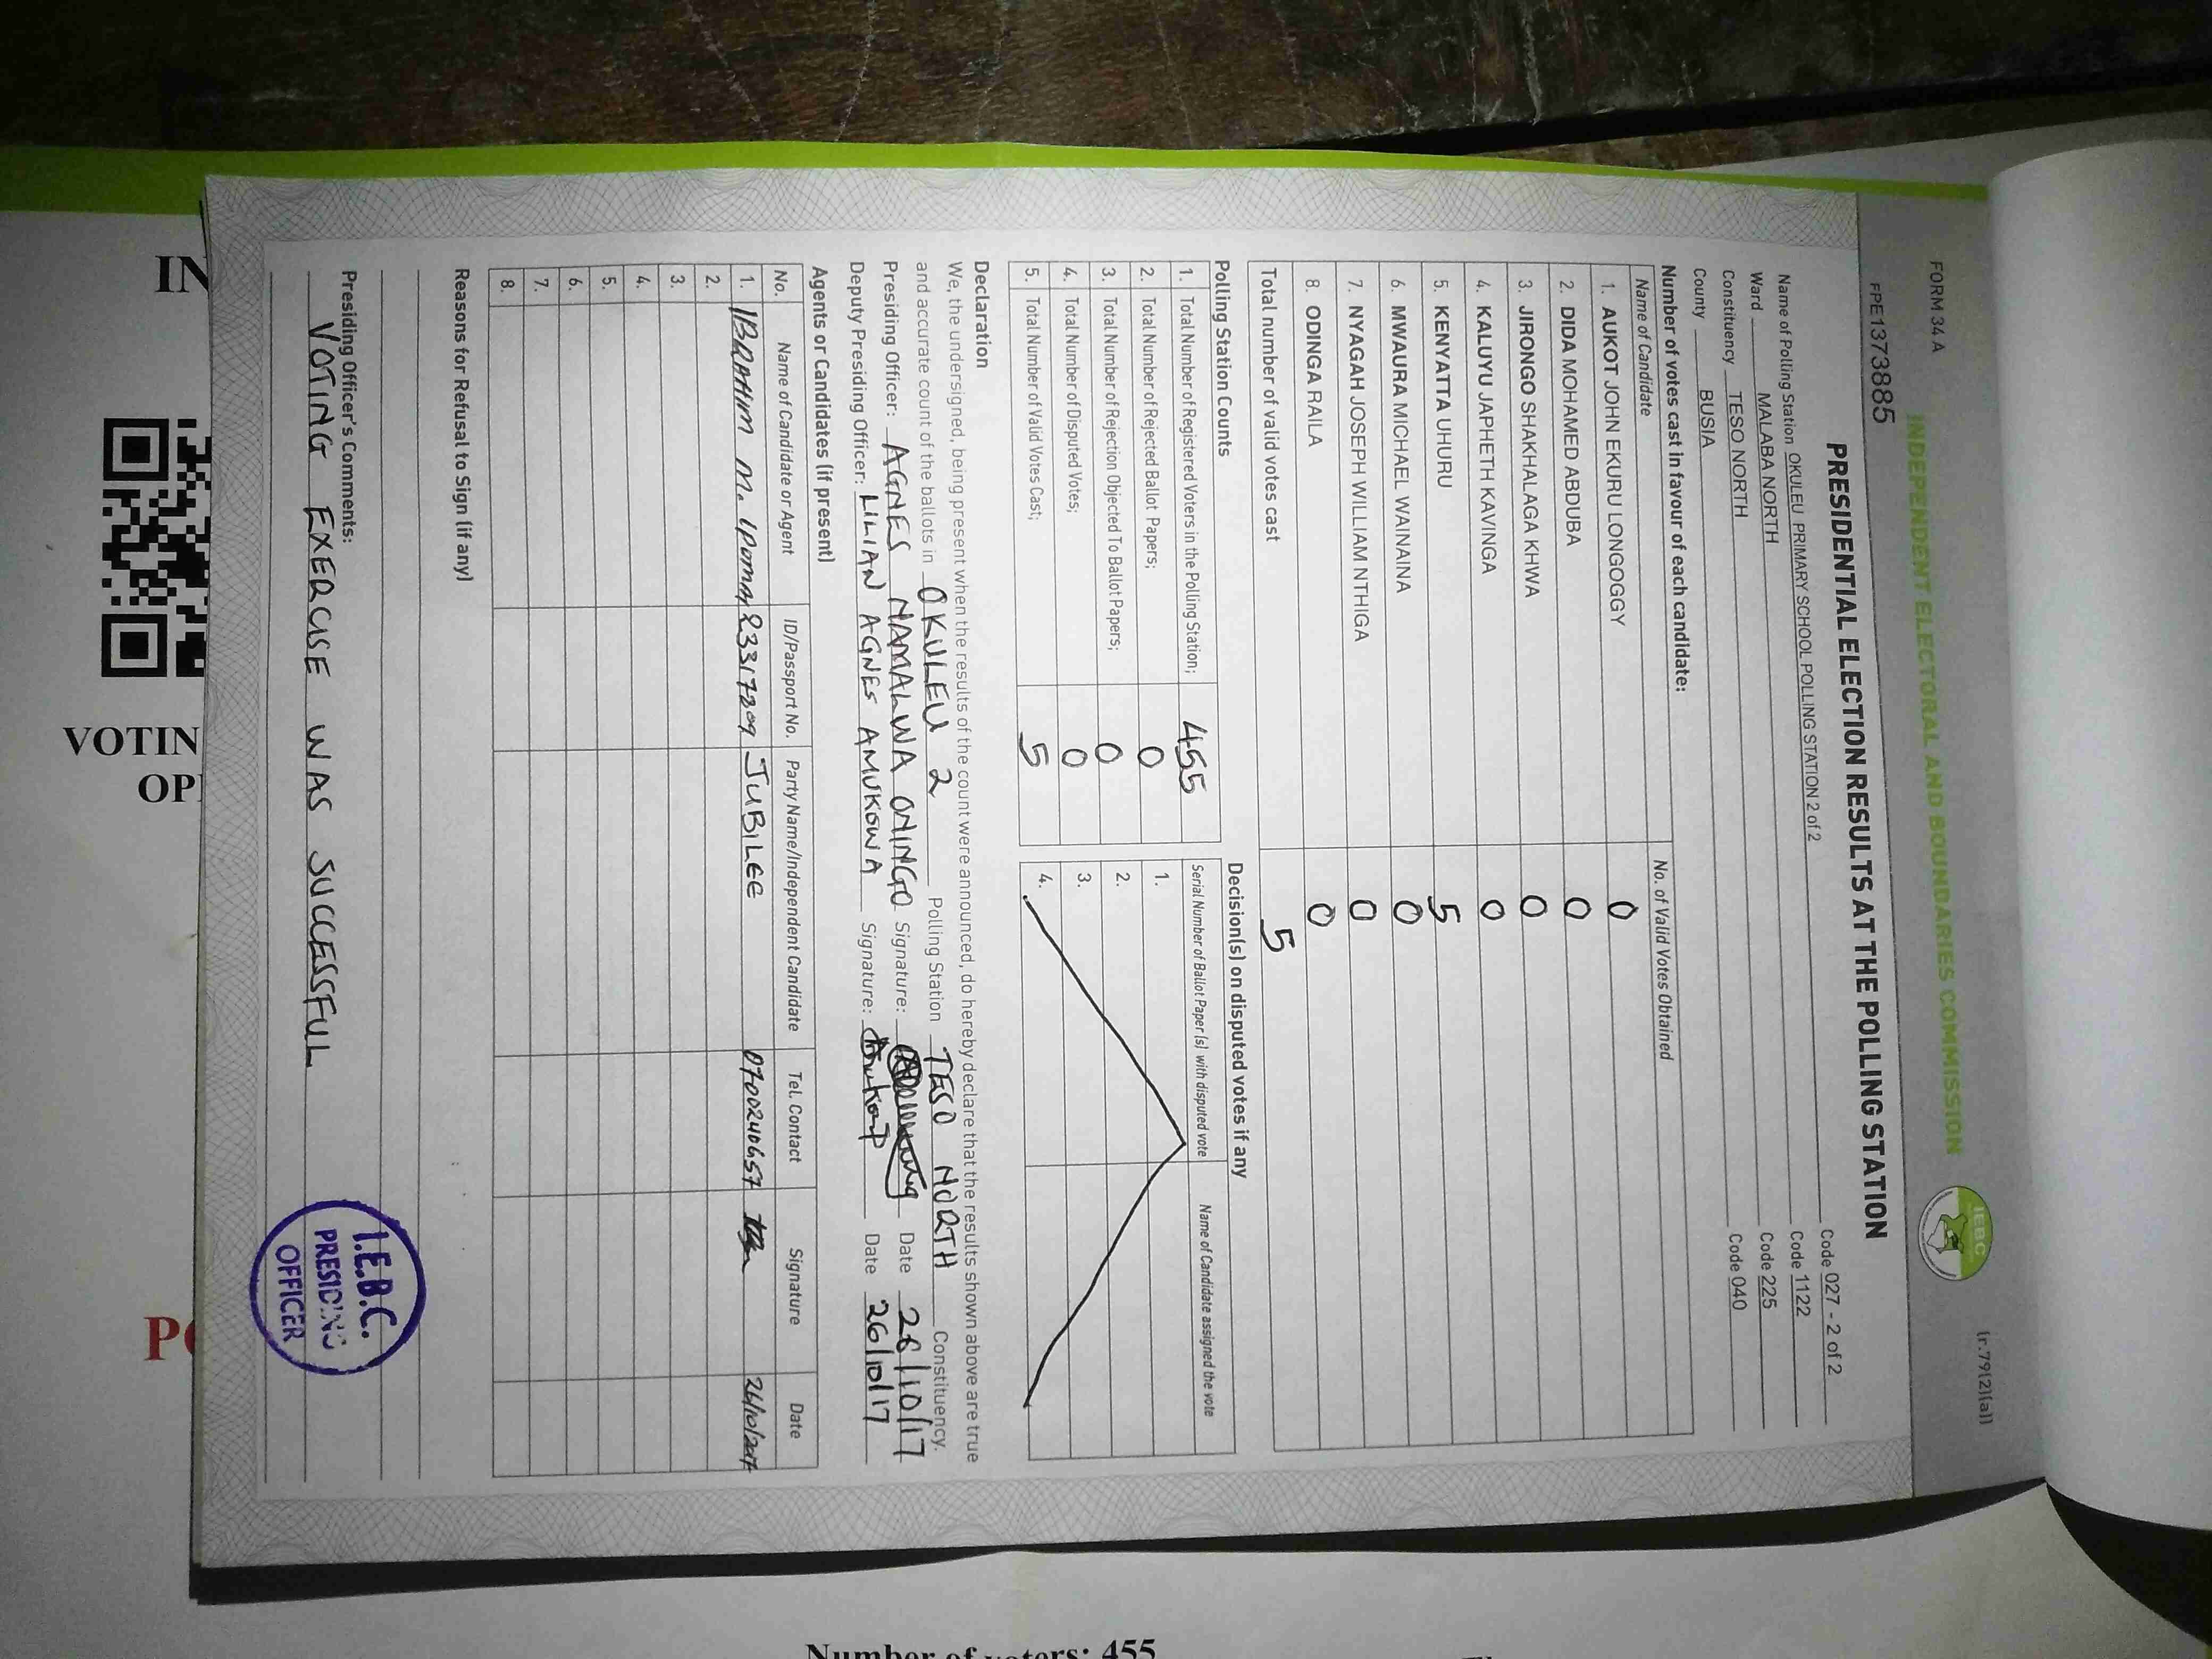 FORM 34 A
(r.79(2)(a))
INDEPENDENT ELECTORAL AND BOUNDARIES COMMISSION
IEBC
FPE1373885
PRESIDENTIAL ELECTION RESULTS AT THE POLLING STATION
Name of Polling Station OKULEU PRIMARY SCHOOL POLLING STATION 2 of 2 Code 027 - 2 of 2
Ward MALABA NORTH Code 1122
Constituency TESO NORTH Code 225
County BUSIA Code 040
Number of votes cast in favour of each candidate:
Name of Candidate No. of Valid Votes Obtained
1. AUKOT JOHN EKURU LONGOGGY 0
2. DIDA MOHAMED ABDUBA 0
3. JIRONGO SHAKHALAGA KHWA 0
4. KALUYU JAPHETH KAVINGA 0
5. KENYATTA UHURU 5
6. MWAURA MICHAEL WAINAINA 0
7. NYAGAH JOSEPH WILLIAM NTHIGA 0
8. ODINGA RAILA 0
Total number of valid votes cast 5
Polling Station Counts
1. Total Number of Registered Voters in the Polling Station; 455
2. Total Number of Rejected Ballot Papers; 0
3. Total Number of Rejection Objected To Ballot Papers; 0
4. Total Number of Disputed Votes; 0
5. Total Number of Valid Votes Cast; 5
Decision(s) on disputed votes if any
Serial Number of Ballot Paper (s) with disputed vote Name of Candidate assigned the vote
1.
2.
3.
4.
Declaration
We, the undersigned, being present when the results of the count were announced, do hereby declare that the results shown above are true
and accurate count of the ballots in OKULEU 2 Polling Station TESO NORTH Constituency.
Presiding Officer: AGNES NAMALWA ONINGO Signature: Date 26/10/17
Deputy Presiding Officer: LILIAN AGNES AMUKOWA Signature: Date 26/10/17
Agents or Candidates (if present)
No. Name of Candidate or Agent ID/Passport No. Party Name/Independent Candidate Tel. Contact Signature Date
1. IBRAHIM M. 23317209 JUBILEE 0700240657 26/10/2017
2.
3.
4.
5.
6.
7.
8.
Reasons for Refusal to Sign (if any)
Presiding Officer's Comments:
VOTING EXERCISE WAS SUCCESSFUL
I.E.B.C.
PRESIDING
OFFICER
IN
VOTIN
OP
Number of voters: 455